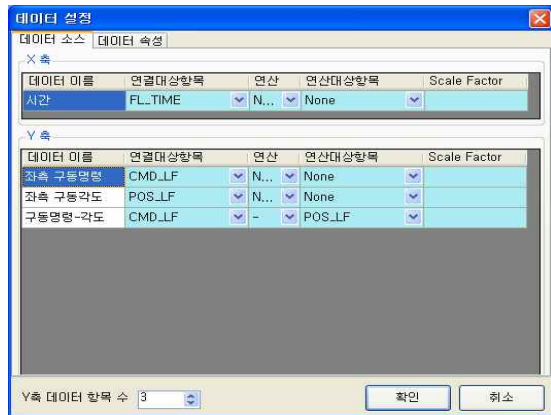 데이터 설정
데이터 소스 데이터 속성
X 축
데이터 이름 연결대상항목 연산 연산대상항목 Scale Factor
시간 FL_TIME N... None
Y 축
데이터 이름 연결대상항목 연산 연산대상항목 Scale Factor
좌측 구동명령 CMD_LF N... None
좌측 구동각도 POS_LF N... None
구동명령-각도 CMD_LF - POS_LF
Y축 데이터 항목 수 3 확인 취소